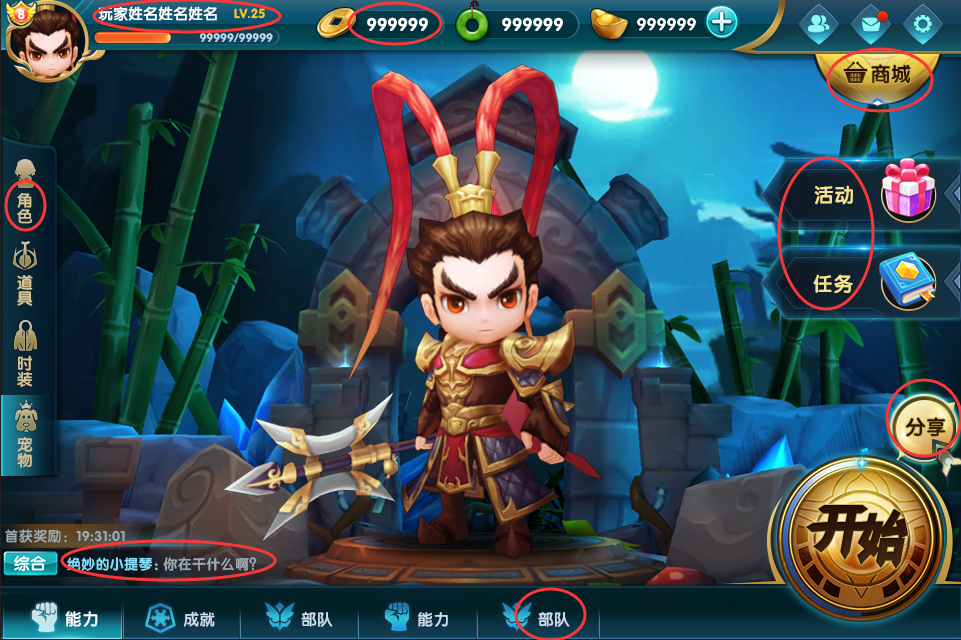 8
玩家姓名姓名姓名 LV.25
99999/99999
999999
999999
999999
商城
角色
道具
时装
宠物
活动
任务
分享
开始
首获奖励：19:31:01
综合 绝妙的小提琴：你在干什么啊？
能力
成就
部队
能力
部队